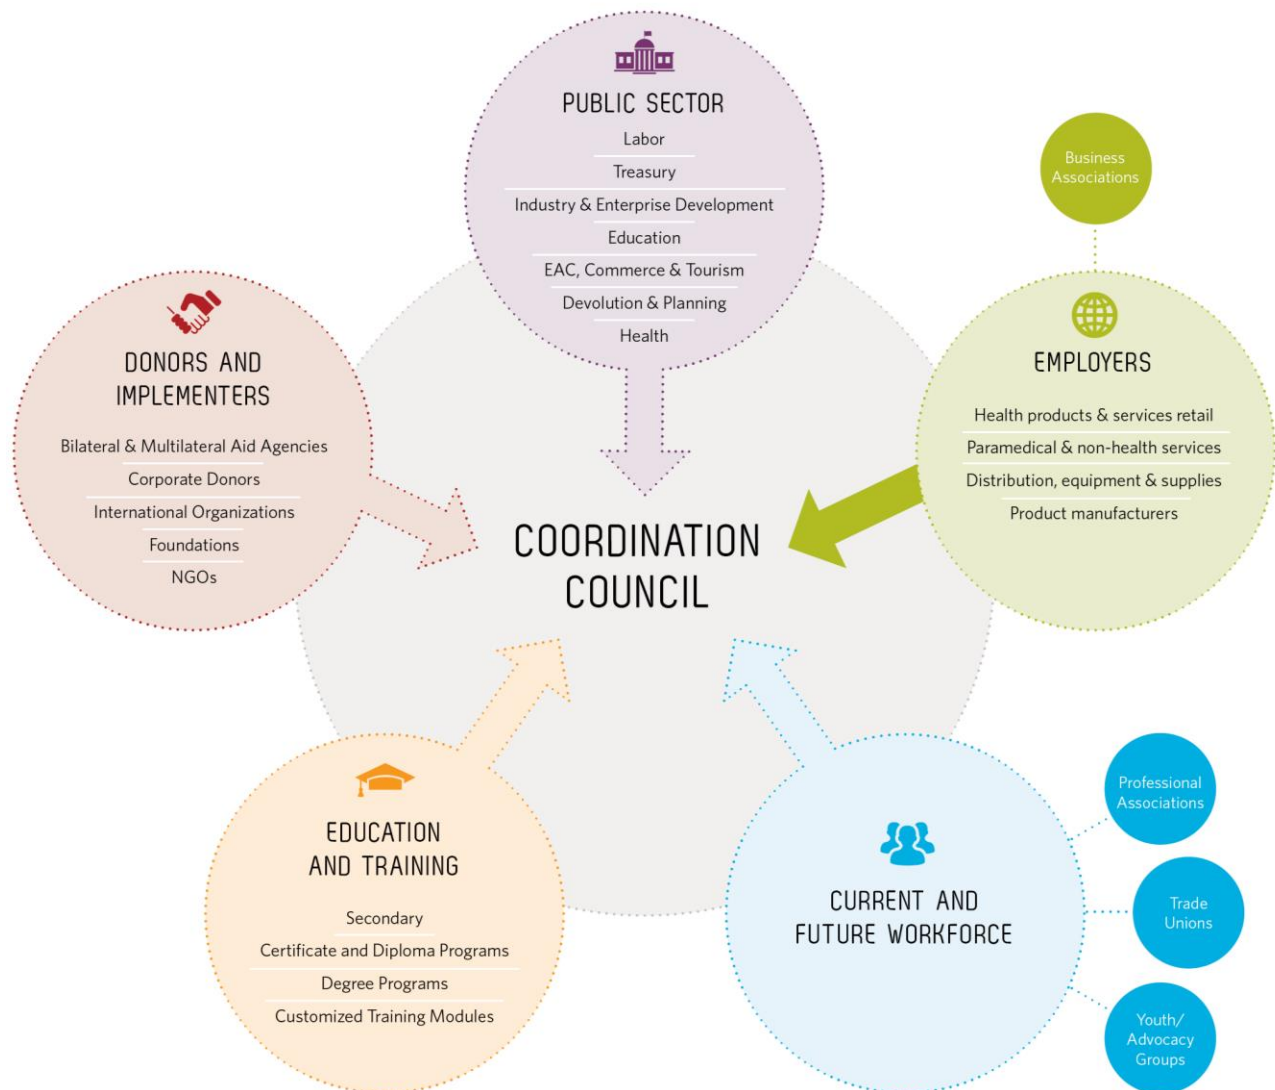 PUBLIC SECTOR
Labor
Treasury
Industry & Enterprise Development
Education
EAC, Commerce & Tourism
Devolution & Planning
Health
Business
Associations
EMPLOYERS
Health products & services retail
Paramedical & non-health services
Distribution, equipment & supplies
Product manufacturers
DONORS AND
IMPLEMENTERS
Bilateral & Multilateral Aid Agencies
Corporate Donors
International Organizations
Foundations
NGOs
COORDINATION
COUNCIL
EDUCATION
AND TRAINING
Secondary
Certificate and Diploma Programs
Degree Programs
Customized Training Modules
CURRENT AND
FUTURE WORKFORCE
Professional
Associations
Trade
Unions
Youth/
Advocacy
Groups